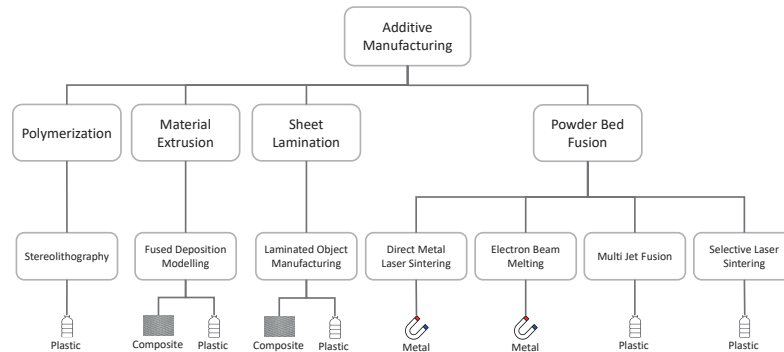 Additive
Manufacturing
Polymerization
Material
Extrusion
Sheet
Lamination
Powder Bed
Fusion
Stereolithography
Fused Deposition
Modelling
Laminated Object
Manufacturing
Direct Metal
Laser Sintering
Electron Beam
Melting
Multi Jet Fusion
Selective Laser
Sintering
Plastic
Composite
Plastic
Composite
Plastic
Metal
Metal
Plastic
Plastic